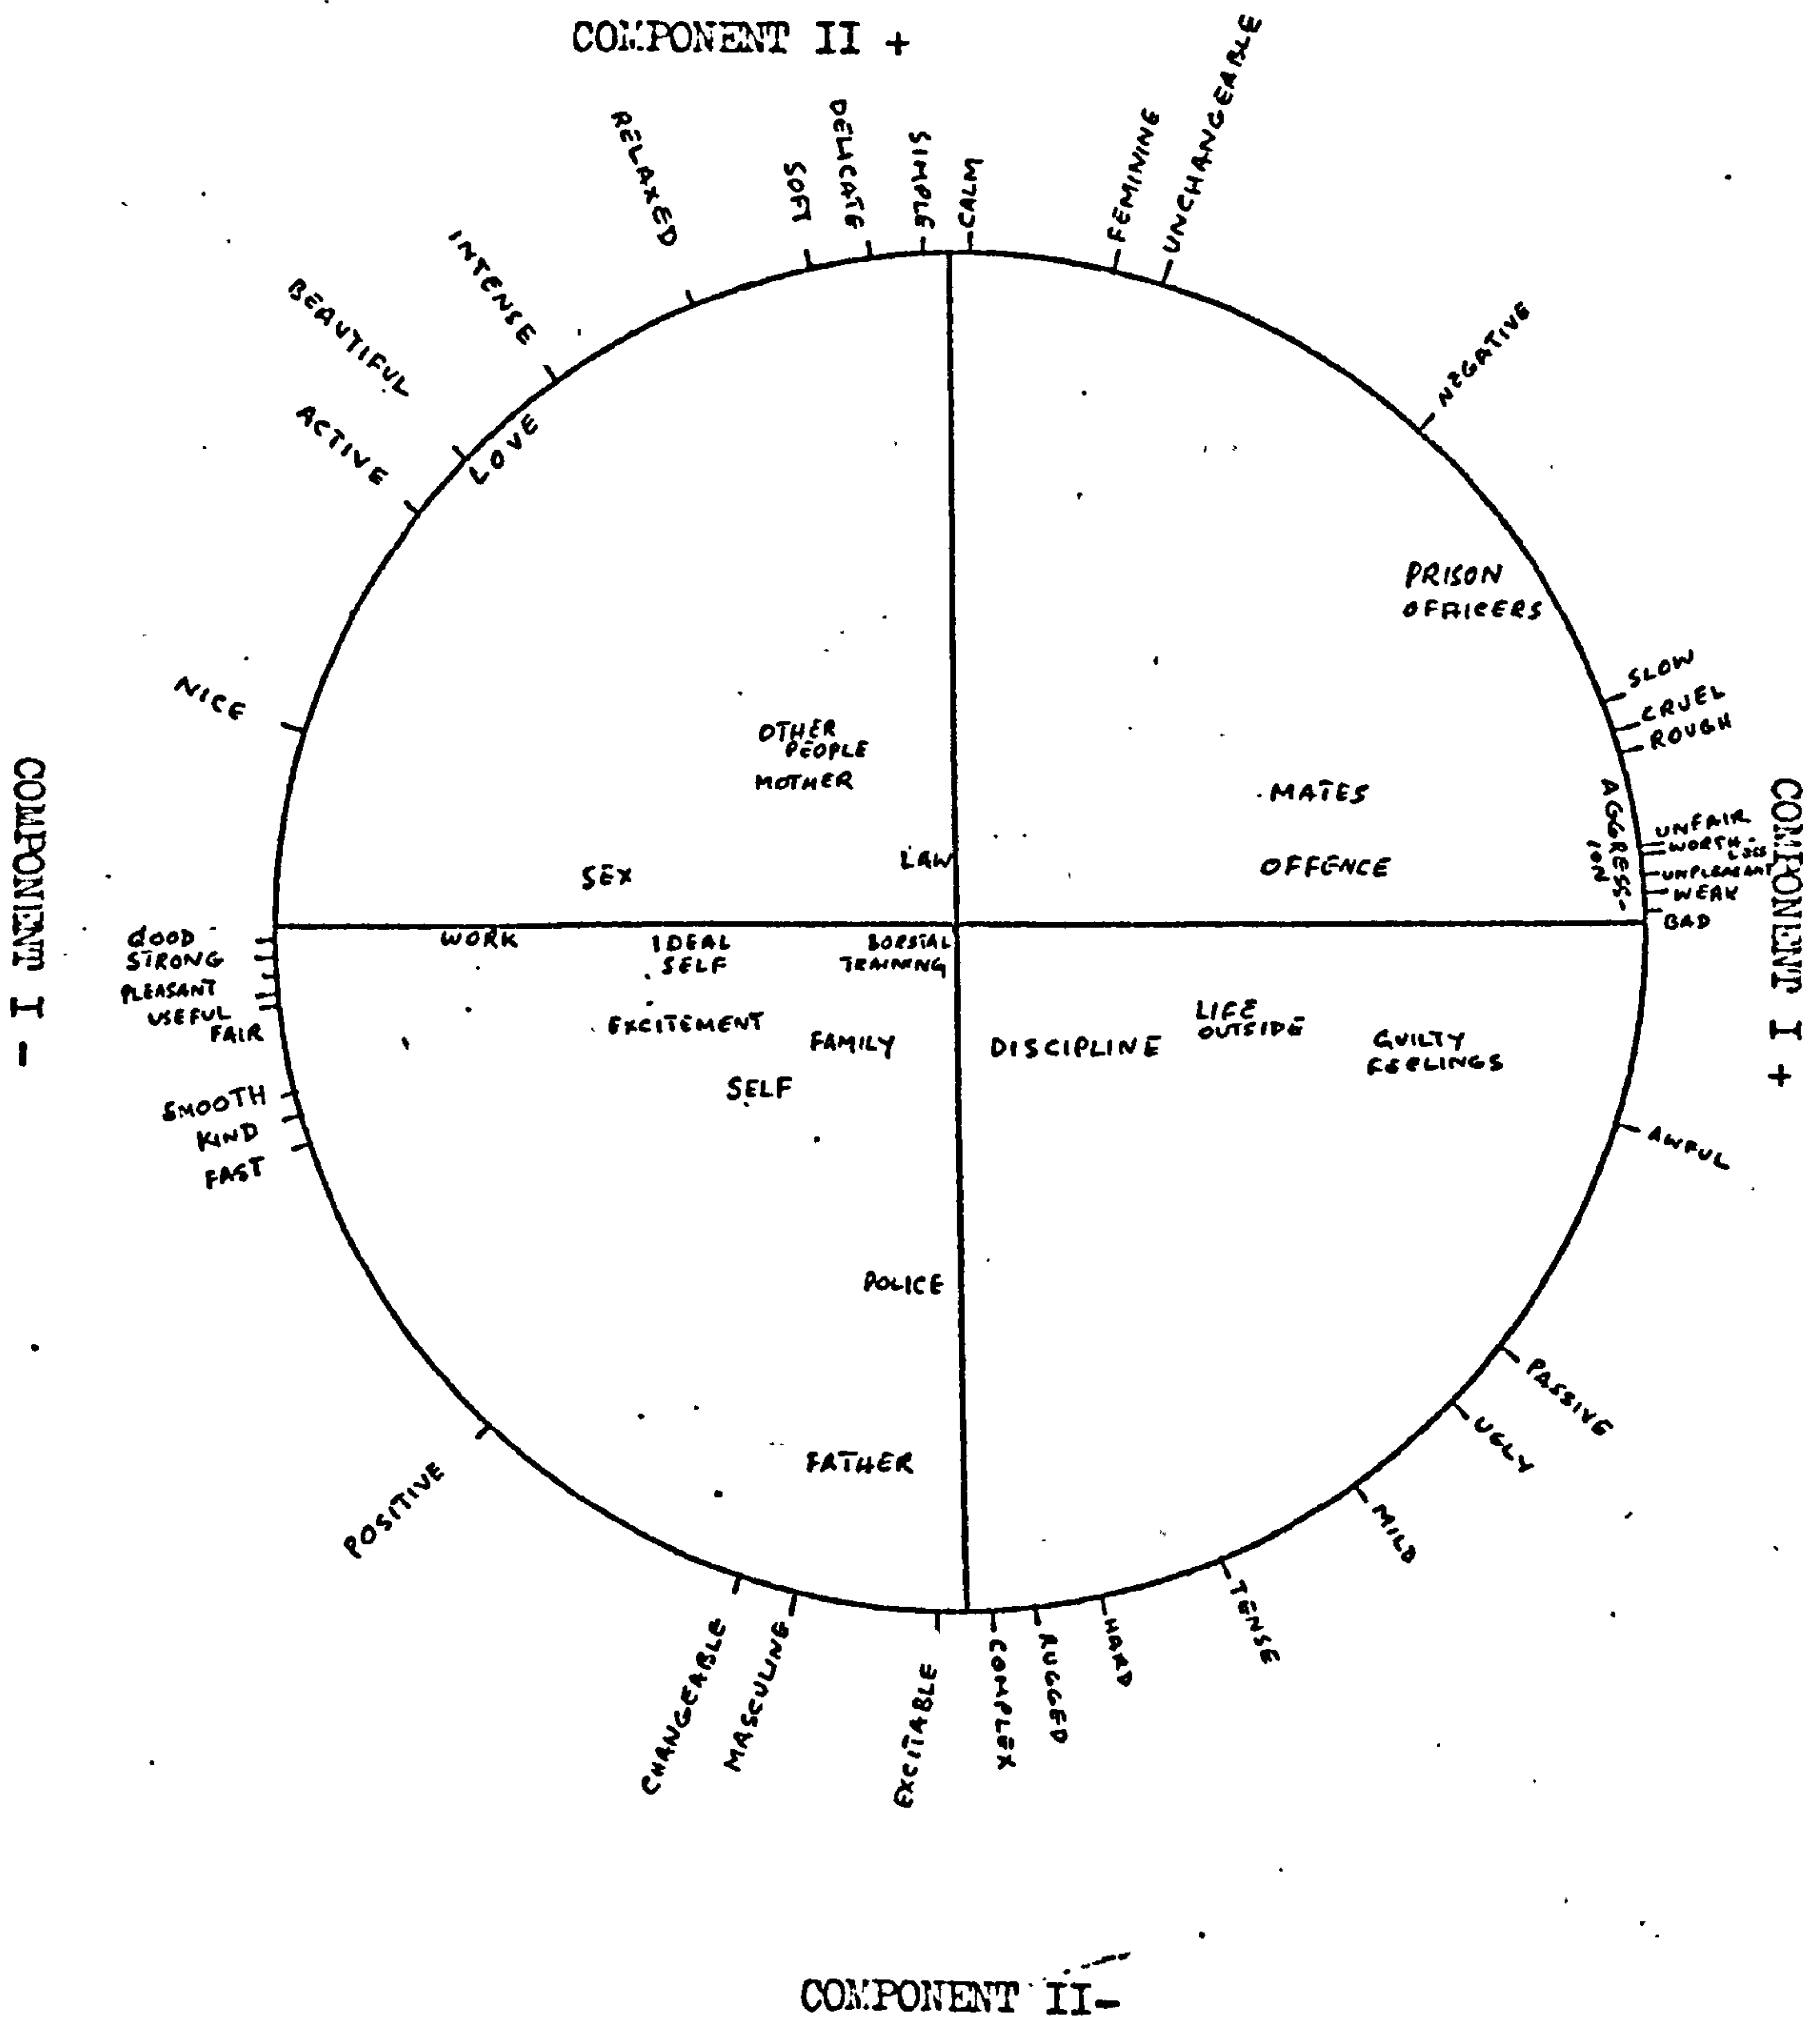 COMPONENT II +
UNCHANGEABLE
FEMININE
CALM
SIMPLE
DELICATE
SOFT
RELAXED
INTENSE
BEAUTIFUL
ACTIVE
LOVE
NEGATIVE
PRISON
OFFICERS
NICE
SLOW
CRUEL
ROUGH
OTHER
PEOPLE
MOTHER
MATES
AGGRESS-
ION
UNFAIR
WORTH-
LESS
UNPLEASANT
WEAK
BAD
LAW
OFFENCE
SEX
COMPONENT I -
COMPONENT I +
GOOD
STRONG
PLEASANT
USEFUL
FAIR
WORK
IDEAL
SELF
BORSTAL
TRAINING
EXCITEMENT
FAMILY
SELF
DISCIPLINE
LIFE
OUTSIDE
GUILTY
FEELINGS
SMOOTH
KIND
FAST
AWFUL
POLICE
PASSIVE
UGLY
MILD
FATHER
POSITIVE
TENSE
HARD
RUGGED
COMPLEX
EXCITABLE
MASCULINE
CHANGEABLE
COMPONENT II-